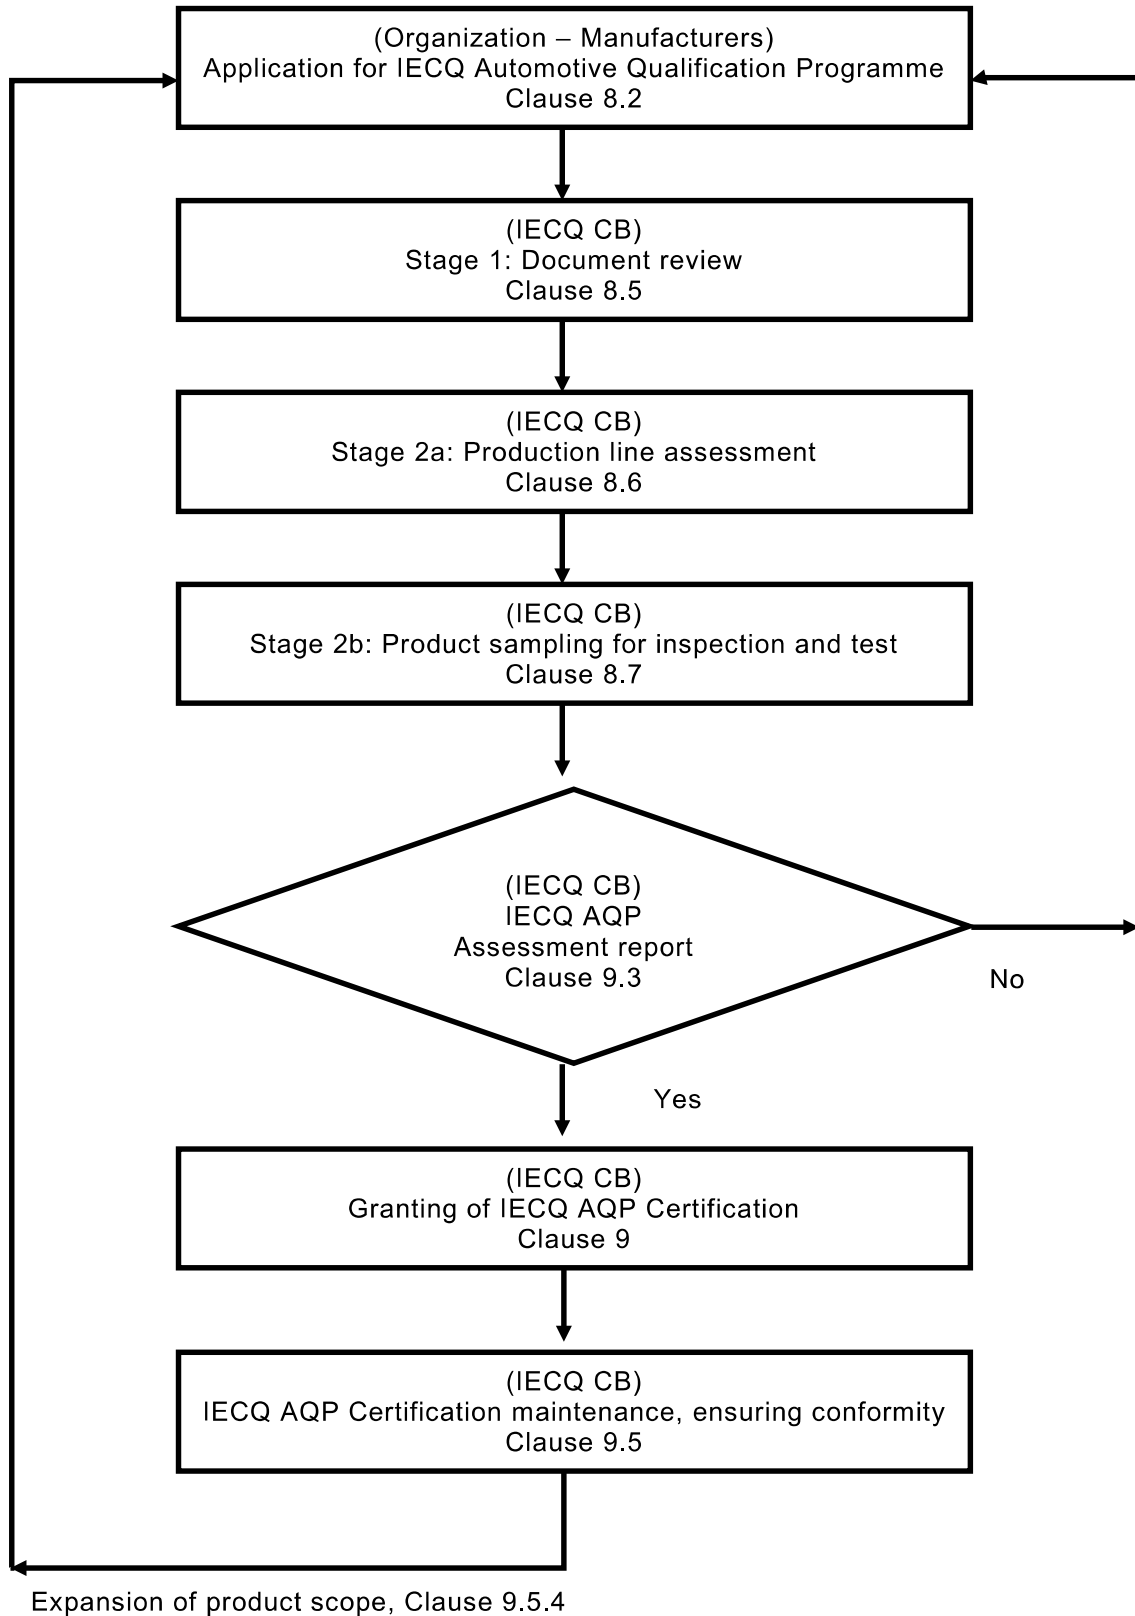 (Organization – Manufacturers)
Application for IECQ Automotive Qualification Programme
Clause 8.2
(IECQ CB)
Stage 1: Document review
Clause 8.5
(IECQ CB)
Stage 2a: Production line assessment
Clause 8.6
(IECQ CB)
Stage 2b: Product sampling for inspection and test
Clause 8.7
(IECQ CB)
IECQ AQP
Assessment report
Clause 9.3
No
Yes
(IECQ CB)
Granting of IECQ AQP Certification
Clause 9
(IECQ CB)
IECQ AQP Certification maintenance, ensuring conformity
Clause 9.5
Expansion of product scope, Clause 9.5.4